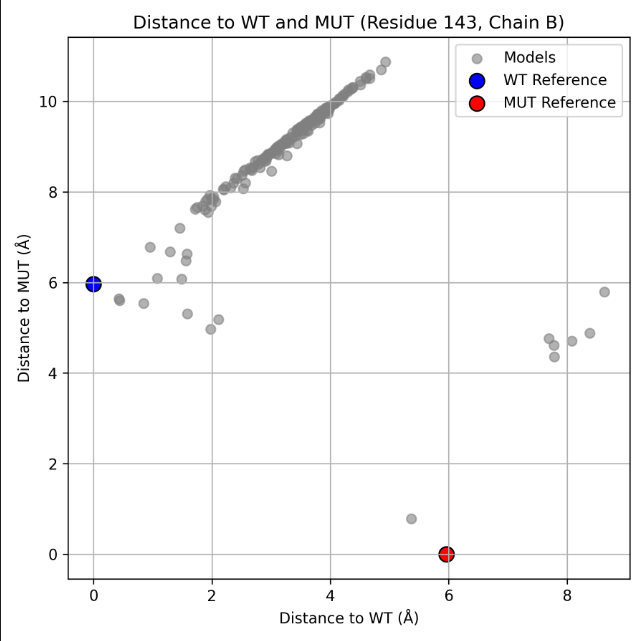 Distance to WT and MUT (Residue 143, Chain B)
Models
WT Reference
MUT Reference
Distance to MUT (Å)
10
8
6
4
2
0
0 2 4 6 8
Distance to WT (Å)